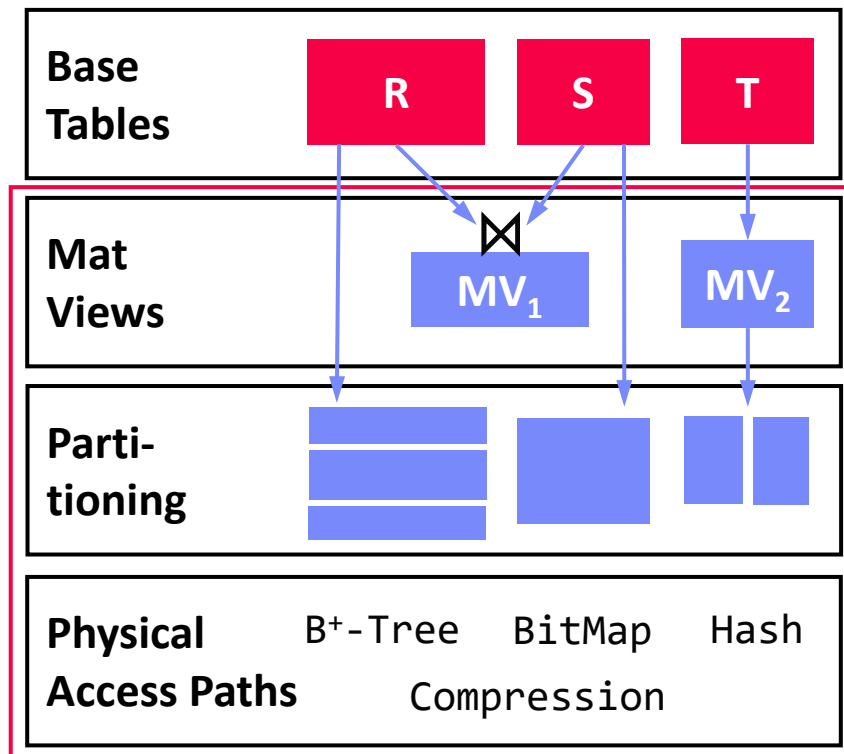 Base
Tables
R
S
T
Mat
Views
MV₁
MV₂
Parti-
tioning
Physical
Access Paths
B⁺-Tree
BitMap
Hash
Compression